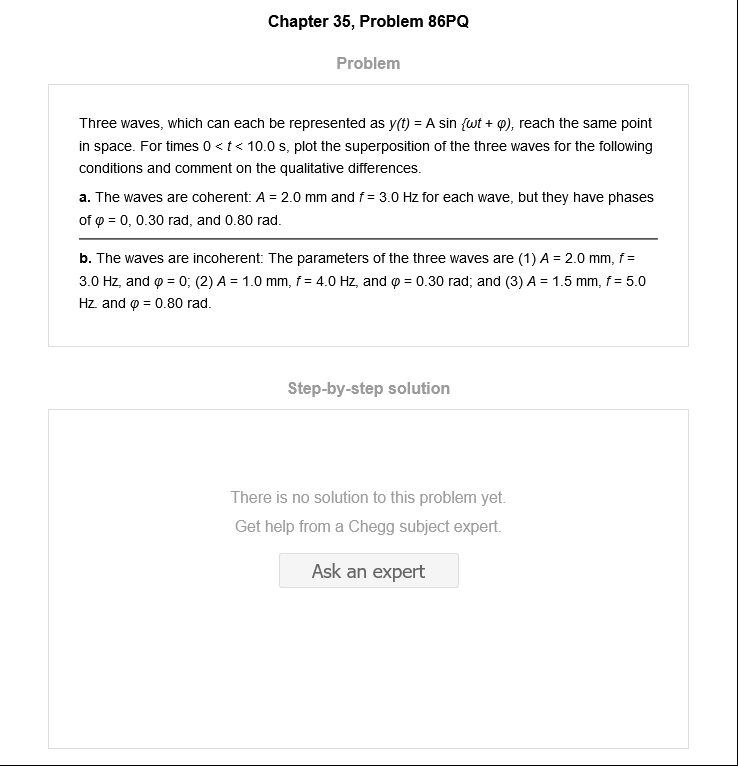 Chapter 35, Problem 86PQ
Problem
Three waves, which can each be represented as y(t) = A sin {ωt + φ), reach the same point
in space. For times 0 < t < 10.0 s, plot the superposition of the three waves for the following
conditions and comment on the qualitative differences.
a. The waves are coherent: A = 2.0 mm and f = 3.0 Hz for each wave, but they have phases
of φ = 0, 0.30 rad, and 0.80 rad.
b. The waves are incoherent: The parameters of the three waves are (1) A = 2.0 mm, f =
3.0 Hz, and φ = 0; (2) A = 1.0 mm, f = 4.0 Hz, and φ = 0.30 rad; and (3) A = 1.5 mm, f = 5.0
Hz. and φ = 0.80 rad.
Step-by-step solution
There is no solution to this problem yet.
Get help from a Chegg subject expert.
Ask an expert